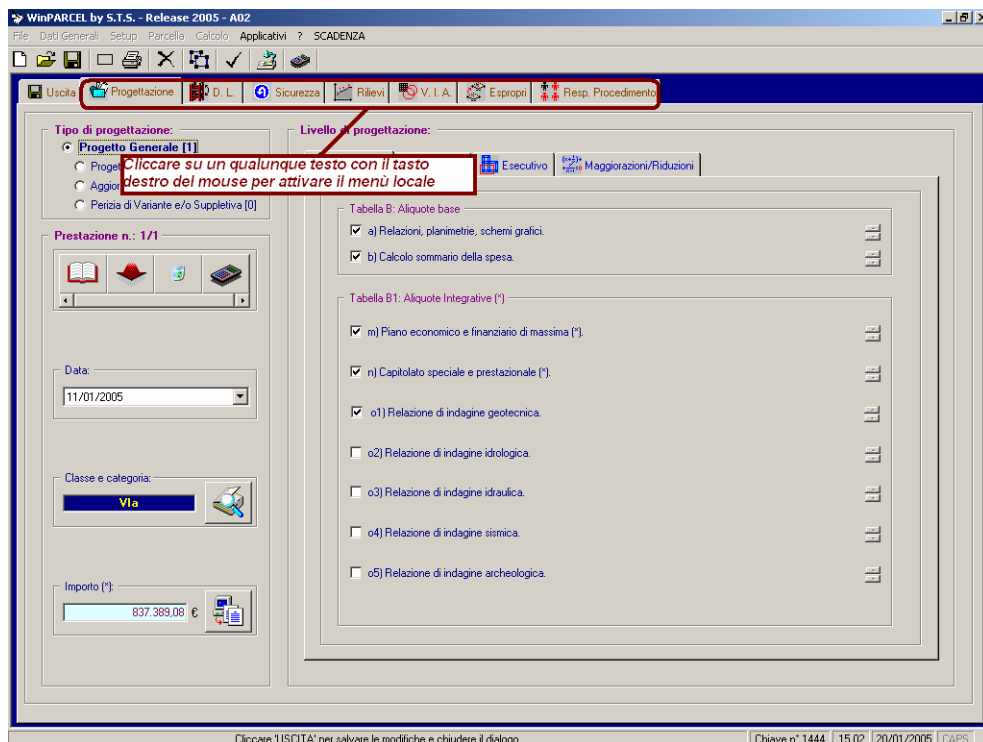 WinPARCEL by S.T.S. - Release 2005 - A02
File Dati Generali Setup Parcella Calcolo Applicativi ? SCADENZA
Uscita Progettazione D. L. Sicurezza Rilievi V. I. A. Espropri Resp. Procedimento
Tipo di progettazione:
Progetto Generale [1]
Aggior
Perizia di Variante e/o Suppletiva [0]
Cliccare su un qualunque testo con il tasto
destro del mouse per attivare il menù locale
Prestazione n.: 1/1
Data:
11/01/2005
Classe e categoria:
VIa
Importo (*):
837.389,08 €
Livello di progettazione:
Esecutivo Maggiorazioni/Riduzioni
Tabella B: Aliquote base
a) Relazioni, planimetrie, schemi grafici.
b) Calcolo sommario della spesa.
Tabella B1: Aliquote Integrative (*)
m) Piano economico e finanziario di massima (*).
n) Capitolato speciale e prestazionale (*).
o1) Relazione di indagine geotecnica.
o2) Relazione di indagine idrologica.
o3) Relazione di indagine idraulica.
o4) Relazione di indagine sismica.
o5) Relazione di indagine archeologica.
Cliccare 'USCITA' per salvare le modifiche e chiudere il dialogo
Chiave n° 1444 15.02 20/01/2005 CAPS